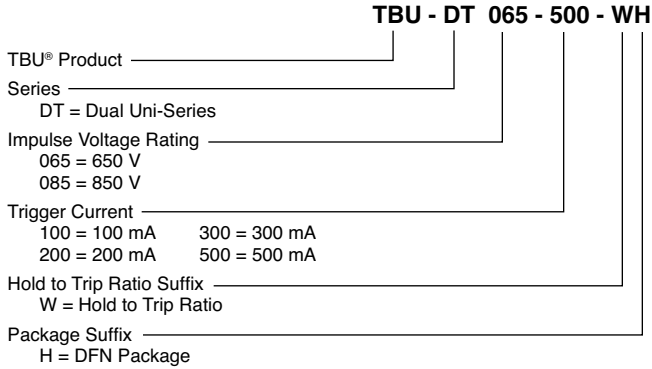 TBU - DT 065 - 500 - WH
TBU® Product
Series
DT = Dual Uni-Series
Impulse Voltage Rating
065 = 650 V
085 = 850 V
Trigger Current
100 = 100 mA 300 = 300 mA
200 = 200 mA 500 = 500 mA
Hold to Trip Ratio Suffix
W = Hold to Trip Ratio
Package Suffix
H = DFN Package